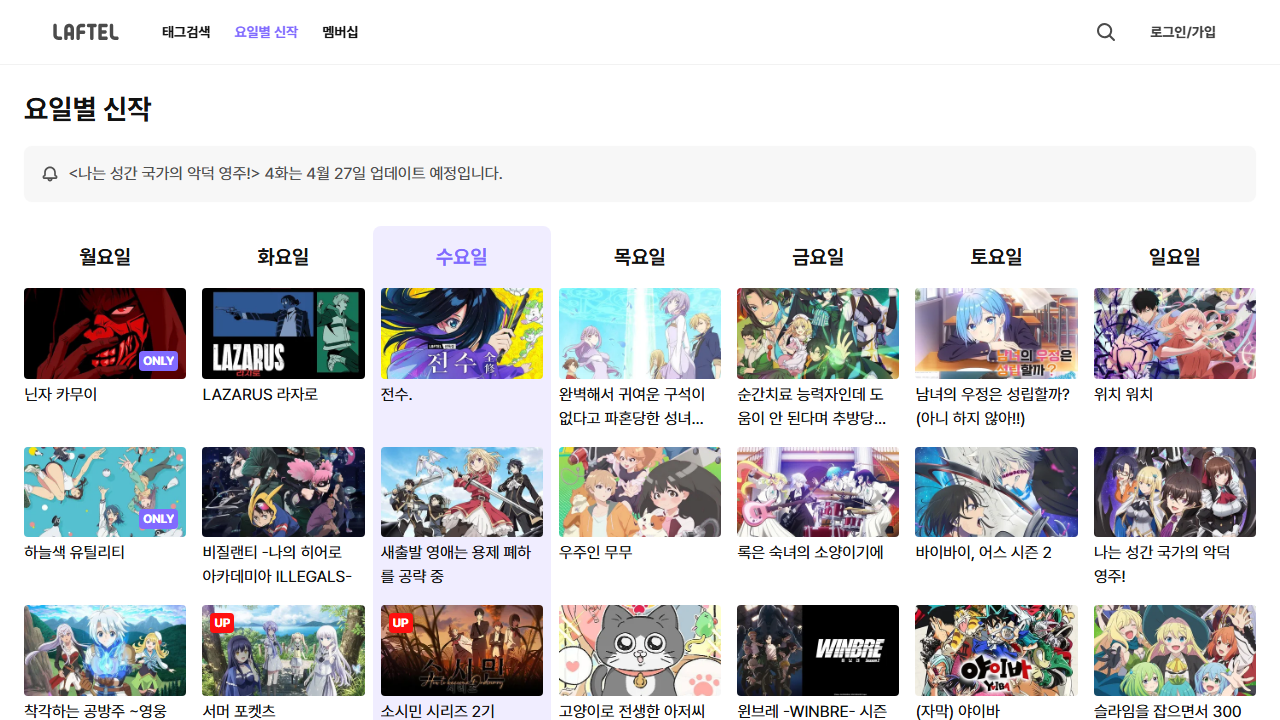 LAFTEL 태그검색 요일별 신작 멤버십 로그인/가입
요일별 신작
<나는 성간 국가의 악덕 영주!> 4화는 4월 27일 업데이트 예정입니다.
월요일 화요일 수요일 목요일 금요일 토요일 일요일
ONLY
LAZARUS
라자로
전수
남녀의 우정은
성립할까?
닌자 카무이
LAZARUS 라자로
전수.
완벽해서 귀여운 구석이
없다고 파혼당한 성녀...
순간치료 능력자인데 도
움이 안 된다며 추방당...
남녀의 우정은 성립할까?
(아니 하지 않아!!)
위치 워치
ONLY
하늘색 유틸리티
비질랜티 -나의 히어로
아카데미아 ILLEGALS-
새출발 영애는 용제 폐하
를 공략 중
우주인 무무
록은 숙녀의 소양이기에
바이바이, 어스 시즌 2
나는 성간 국가의 악덕
영주!
UP
UP
소시민
WINBRE
아이바
착각하는 공방주 ~영웅
서머 포켓츠
소시민 시리즈 2기
고양이로 전생한 아저씨
윈브레 -WINBRE- 시즌
(자막) 야이바
슬라임을 잡으면서 300